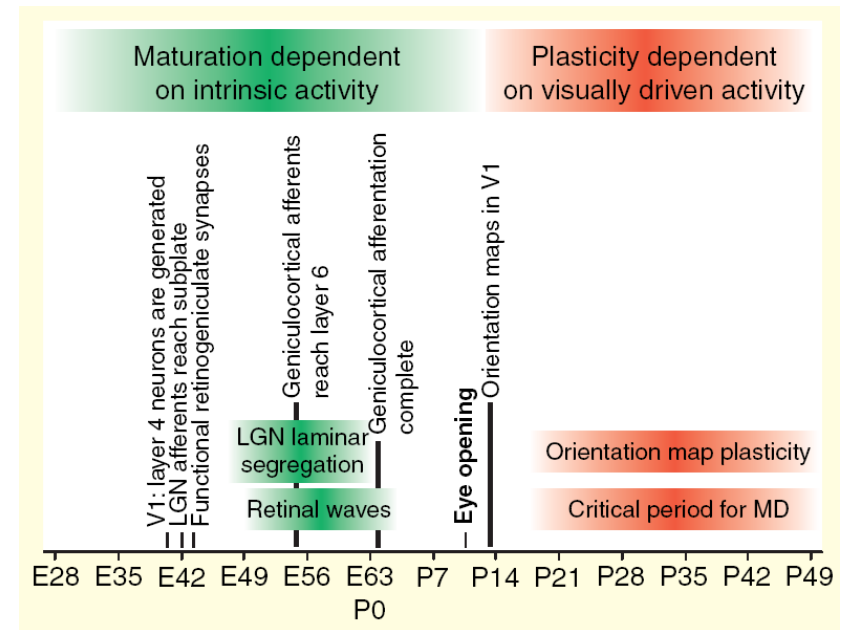 Maturation dependent
on intrinsic activity
Plasticity dependent
on visually driven activity
V1: layer 4 neurons are generated
LGN afferents reach subplate
Functional retinogeniculate synapses
Geniculocortical afferents
reach layer 6
Geniculocortical afferentation
complete
Eye opening
Orientation maps in V1
LGN laminar
segregation
Retinal waves
Orientation map plasticity
Critical period for MD
E28 E35 E42 E49 E56 E63 P7 P14 P21 P28 P35 P42 P49
P0